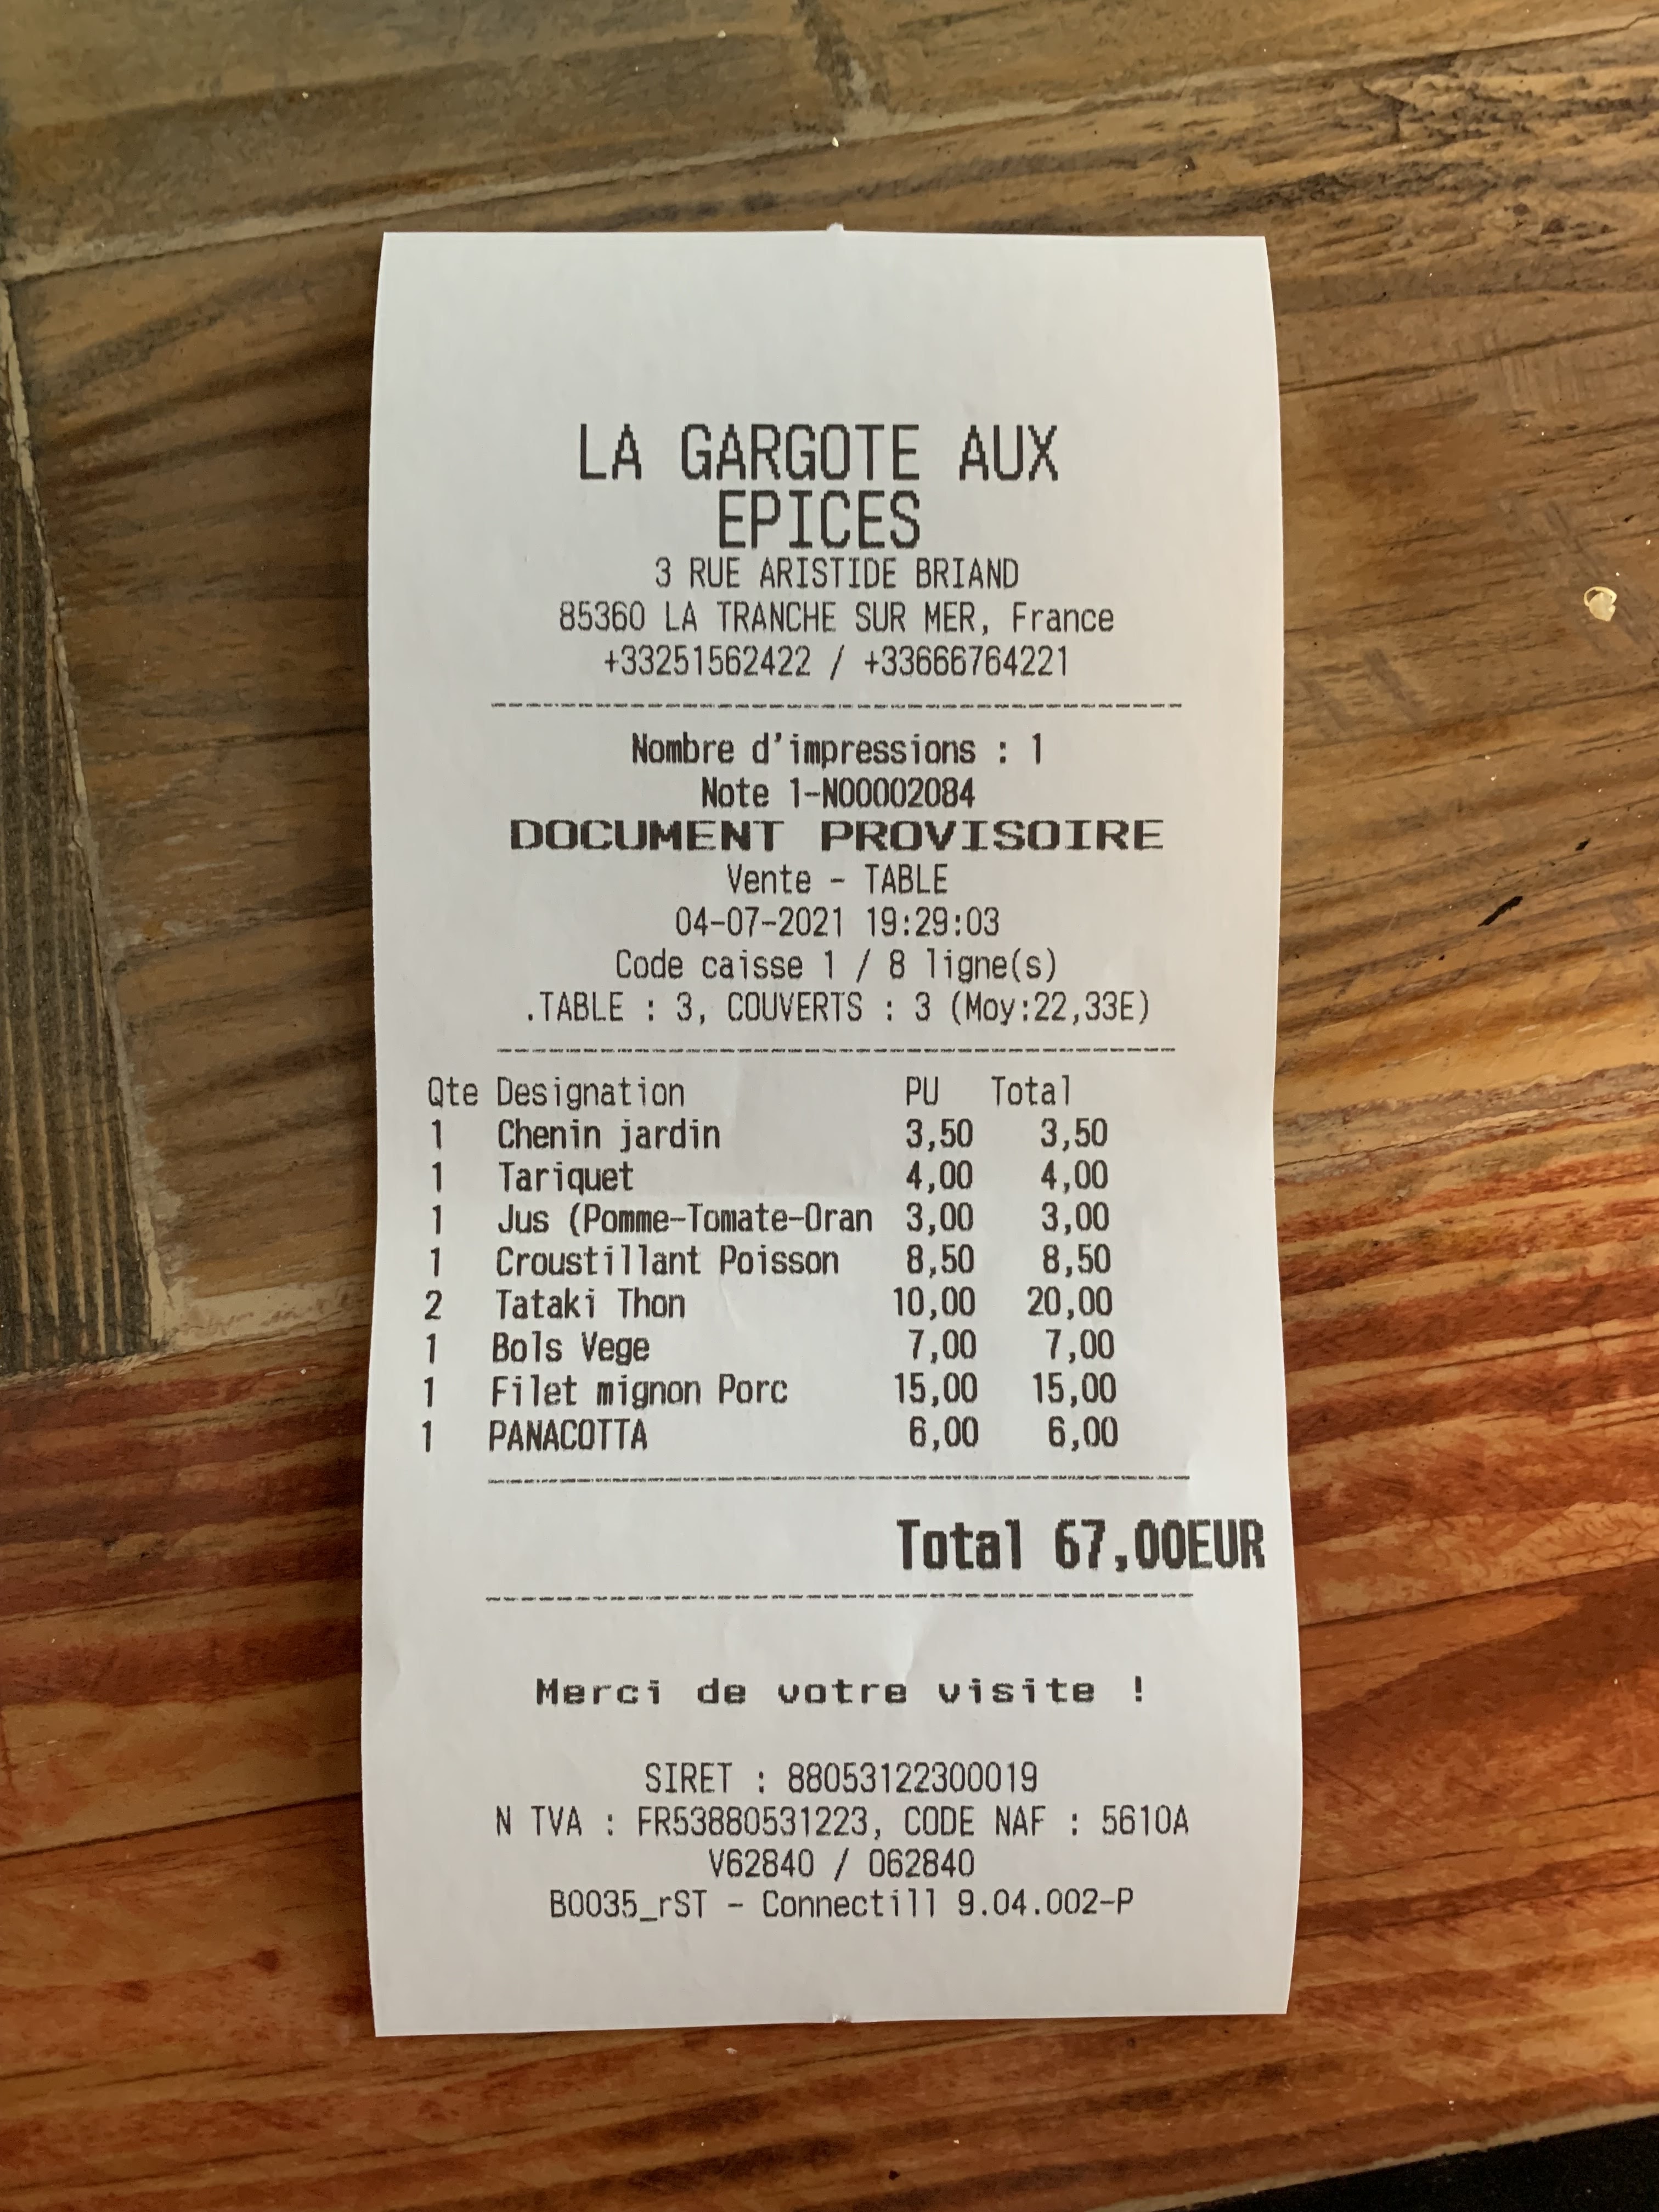 LA GARGOTE AUX
EPICES
3 RUE ARISTIDE BRIAND
85360 LA TRANCHE SUR MER, France
+33251562422 / +33666764221
Nombre d'impressions : 1
Note 1-N00002084
DOCUMENT PROVISOIRE
Vente - TABLE
04-07-2021 19:29:03
Code caisse 1 / 8 ligne(s)
.TABLE : 3, COUVERTS : 3 (Moy:22,33E)
Qte Designation PU Total
1 Chenin jardin 3,50 3,50
1 Tariquet 4,00 4,00
1 Jus (Pomme-Tomate-Oran 3,00 3,00
1 Croustillant Poisson 8,50 8,50
2 Tataki Thon 10,00 20,00
1 Bols Vege 7,00 7,00
1 Filet mignon Porc 15,00 15,00
1 PANACOTTA 6,00 6,00
Total 67,00EUR
Merci de votre visite !
SIRET : 88053122300019
N TVA : FR53880531223, CODE NAF : 5610A
V62840 / 062840
B0035_rST - Connectill 9.04.002-P